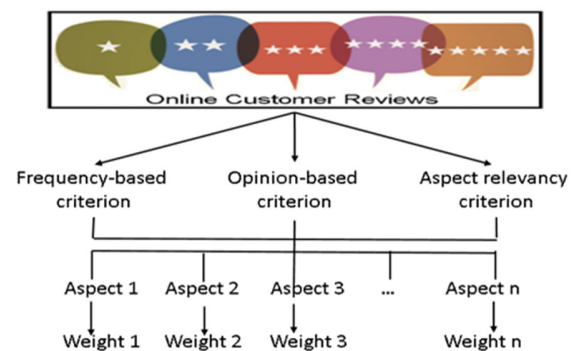 Online Customer Reviews
Frequency-based Opinion-based Aspect relevancy
criterion criterion criterion
Aspect 1 Aspect 2 Aspect 3 ... Aspect n
Weight 1 Weight 2 Weight 3 Weight n